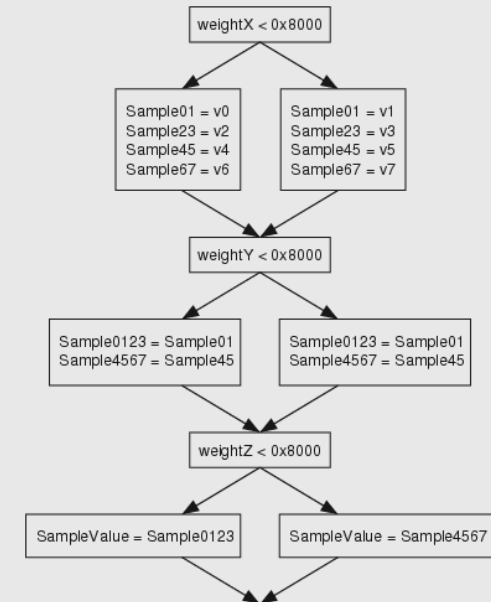 weightX < 0x8000
Sample01 = v0
Sample23 = v2
Sample45 = v4
Sample67 = v6
Sample01 = v1
Sample23 = v3
Sample45 = v5
Sample67 = v7
weightY < 0x8000
Sample0123 = Sample01
Sample4567 = Sample45
Sample0123 = Sample01
Sample4567 = Sample45
weightZ < 0x8000
SampleValue = Sample0123
SampleValue = Sample4567